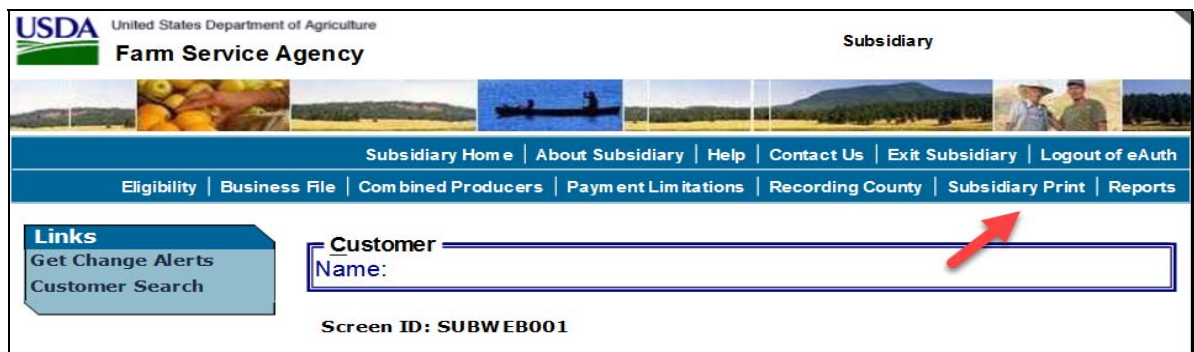 USDA United States Department of Agriculture
Farm Service Agency
Subsidiary
Subsidiary Home | About Subsidiary | Help | Contact Us | Exit Subsidiary | Logout of eAuth
Eligibility | Business File | Combined Producers | Payment Limitations | Recording County | Subsidiary Print | Reports
Links
Get Change Alerts
Customer Search
Customer
Name:
Screen ID: SUBWEB001